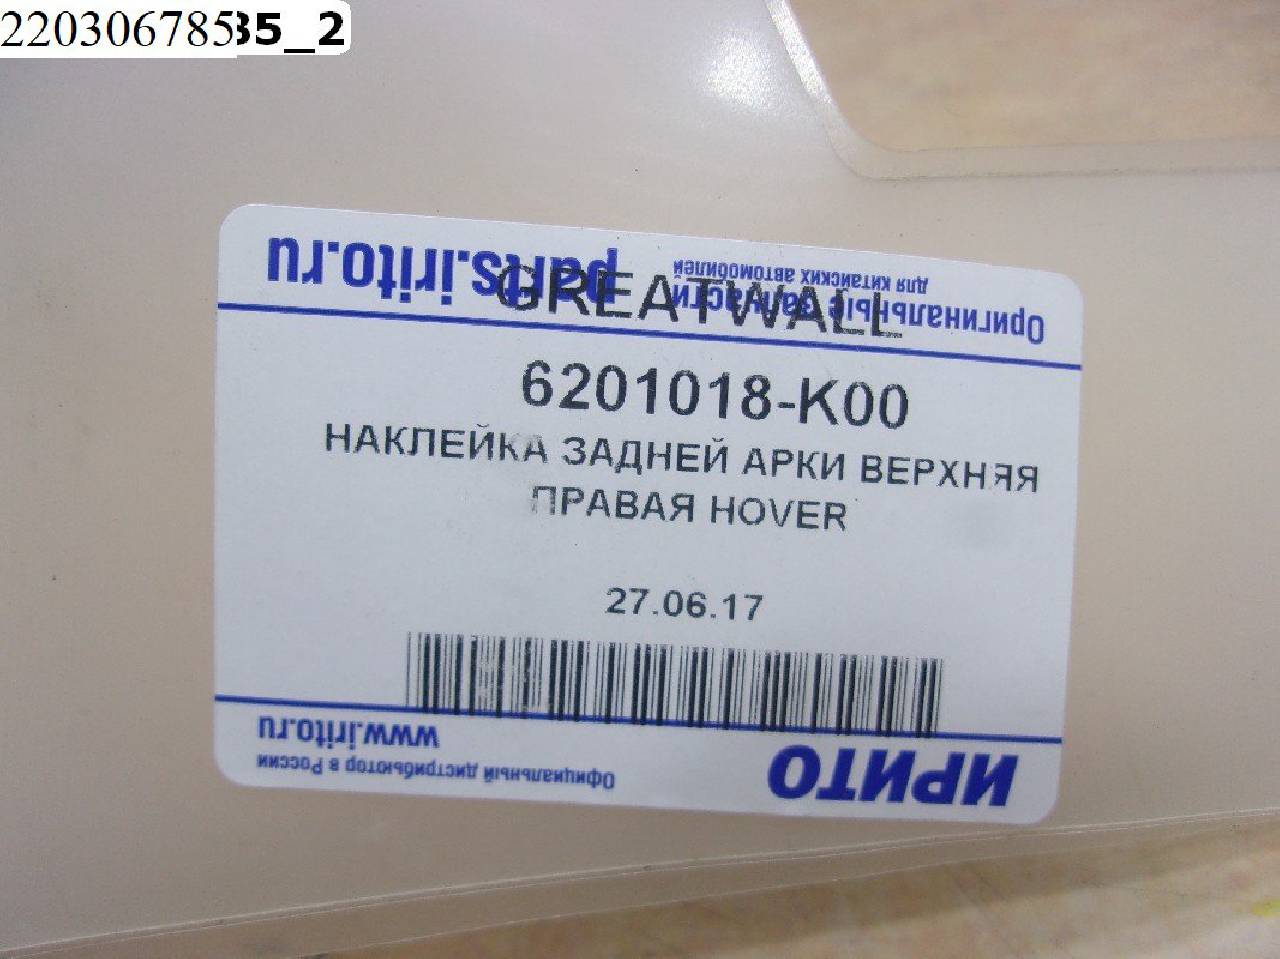 22030678535_2
parts.irito.ru
Оригинальные запчасти
для китайских автомобилей
GREATWALL
6201018-K00
НАКЛЕЙКА ЗАДНЕЙ АРКИ ВЕРХНЯЯ
ПРАВАЯ HOVER
27.06.17
www.irito.ru
Официальный дистрибьютор в России
ИРИТО